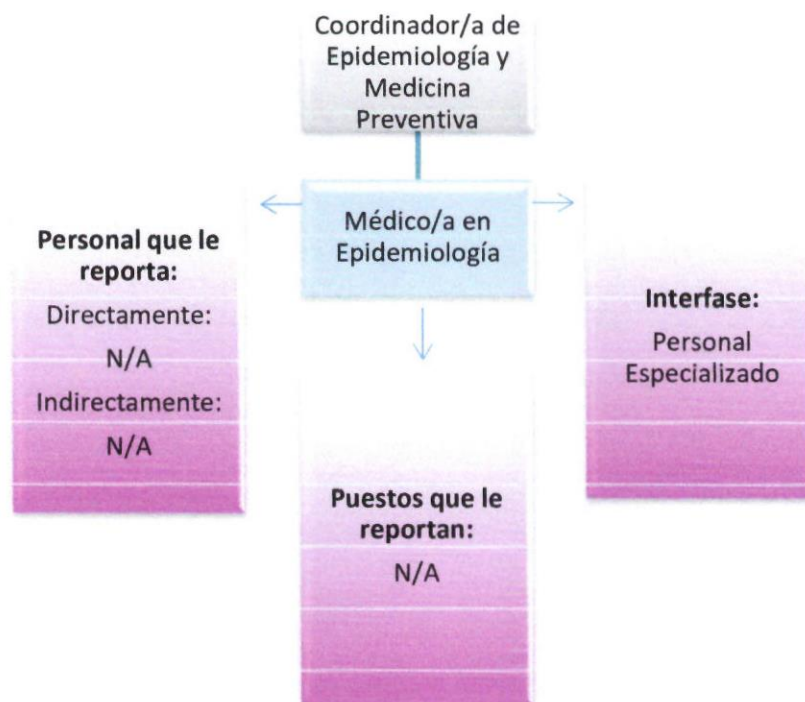 Coordinador/a de
Epidemiología y
Medicina
Preventiva
Médico/a en
Epidemiología
Personal que le
reporta:
Directamente:
N/A
Indirectamente:
N/A
Interfase:
Personal
Especializado
Puestos que le
reportan:
N/A